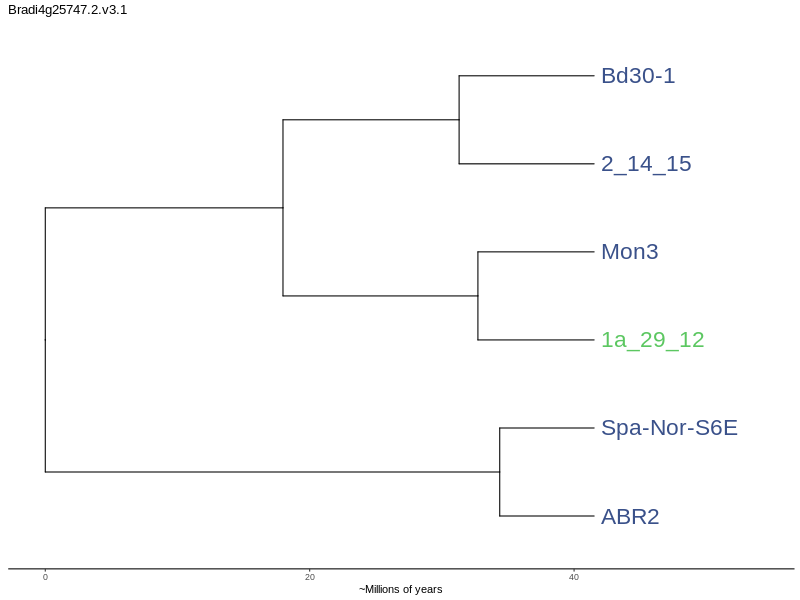 Bradi4g25747.2.v3.1
Bd30-1
2_14_15
Mon3
1a_29_12
Spa-Nor-S6E
ABR2
0 20 40
~Millions of years